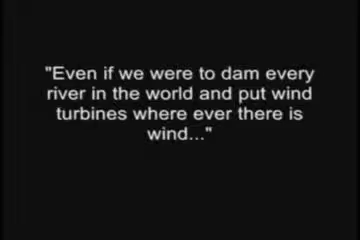 "Even if we were to dam every
river in the world and put wind
turbines where ever there is
wind..."